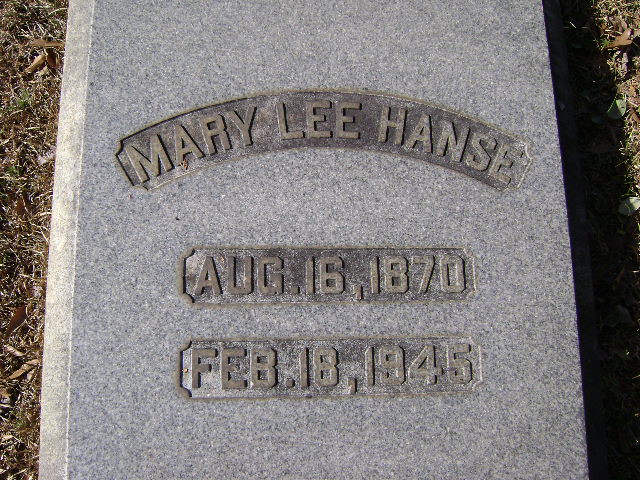 MARY LEE HANSE
AUG. 16, 1870
FEB. 18, 1945